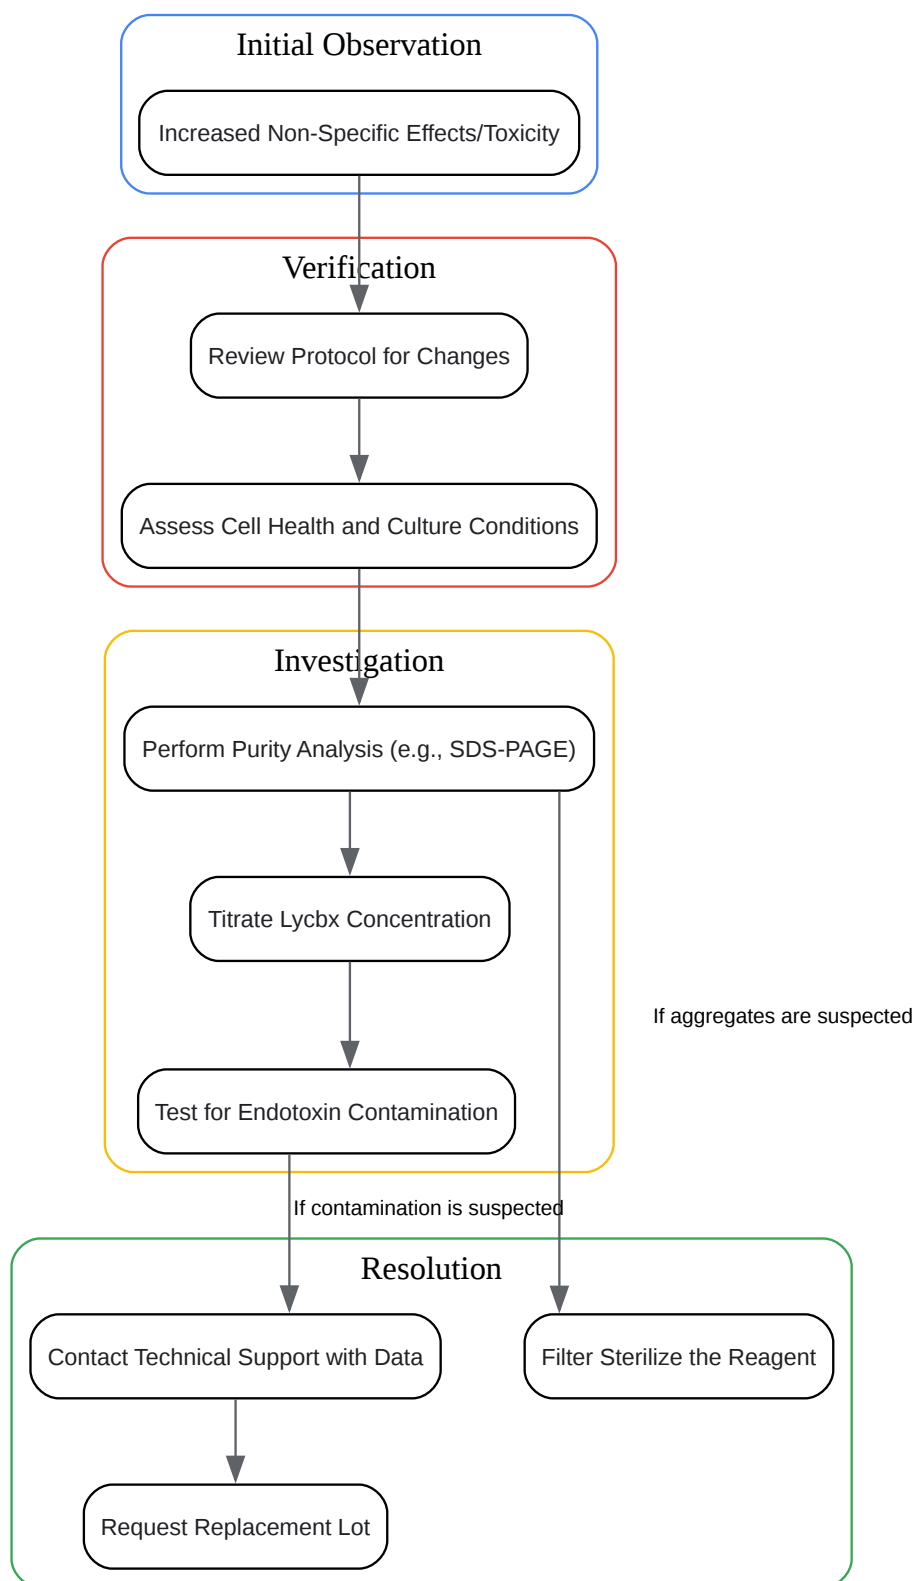 Initial Observation
Increased Non-Specific Effects/Toxicity
Verification
Review Protocol for Changes
Assess Cell Health and Culture Conditions
Investigation
Perform Purity Analysis (e.g., SDS-PAGE)
Titrate Lycbx Concentration
If aggregates are suspected
Test for Endotoxin Contamination
If contamination is suspected
Resolution
Contact Technical Support with Data
Filter Sterilize the Reagent
Request Replacement Lot